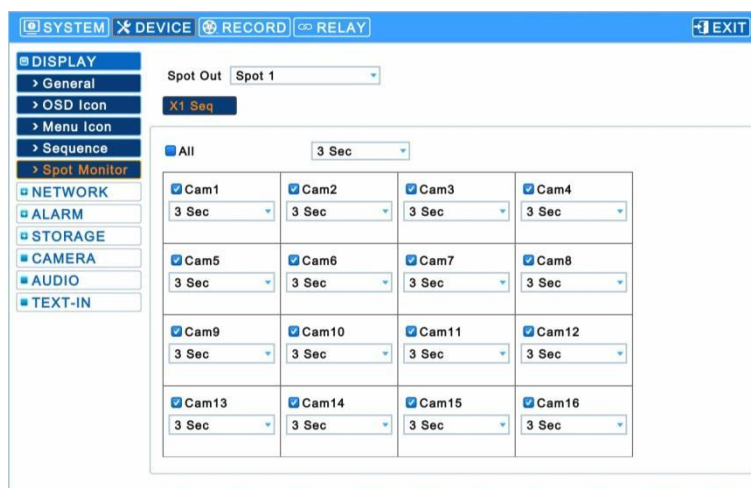 SYSTEM DEVICE RECORD RELAY EXIT
DISPLAY
> General
> OSD Icon
> Menu Icon
> Sequence
> Spot Monitor
NETWORK
ALARM
STORAGE
CAMERA
AUDIO
TEXT-IN
Spot Out Spot 1
X1 Seq
All 3 Sec
Cam1 Cam2 Cam3 Cam4
3 Sec 3 Sec 3 Sec 3 Sec
Cam5 Cam6 Cam7 Cam8
3 Sec 3 Sec 3 Sec 3 Sec
Cam9 Cam10 Cam11 Cam12
3 Sec 3 Sec 3 Sec 3 Sec
Cam13 Cam14 Cam15 Cam16
3 Sec 3 Sec 3 Sec 3 Sec